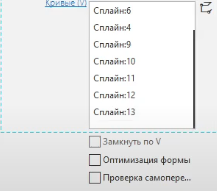 Кривые (V)
Сплайн:6
Сплайн:4
Сплайн:9
Сплайн:10
Сплайн:11
Сплайн:12
Сплайн:13
Замкнуть по V
Оптимизация формы
Проверка самопере...